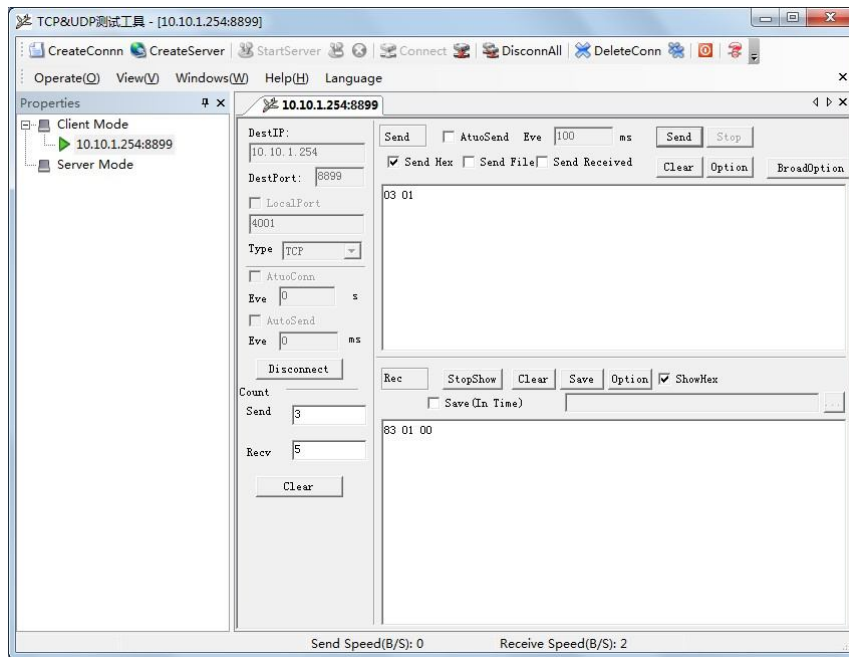 TCP&UDP测试工具 - [10.10.1.254:8899]
CreateConnn CreateServer StartServer Connect DisconnAll DeleteConn
Operate(O) View(V) Windows(W) Help(H) Language
Properties
Client Mode
10.10.1.254:8899
Server Mode
10.10.1.254:8899
DestIP:
10.10.1.254
DestPort: 8899
LocalPort
4001
Type TCP
AtuoConn
Eve 0 s
AutoSend
Eve 0 ms
Disconnect
Count
Send 3
Recv 5
Clear
Send AtuoSend Eve 100 ms Send Stop
Send Hex Send File Send Received Clear Option BroadOption
03 01
Rec StopShow Clear Save Option ShowHex
Save(In Time) ...
83 01 00
Send Speed(B/S): 0 Receive Speed(B/S): 2